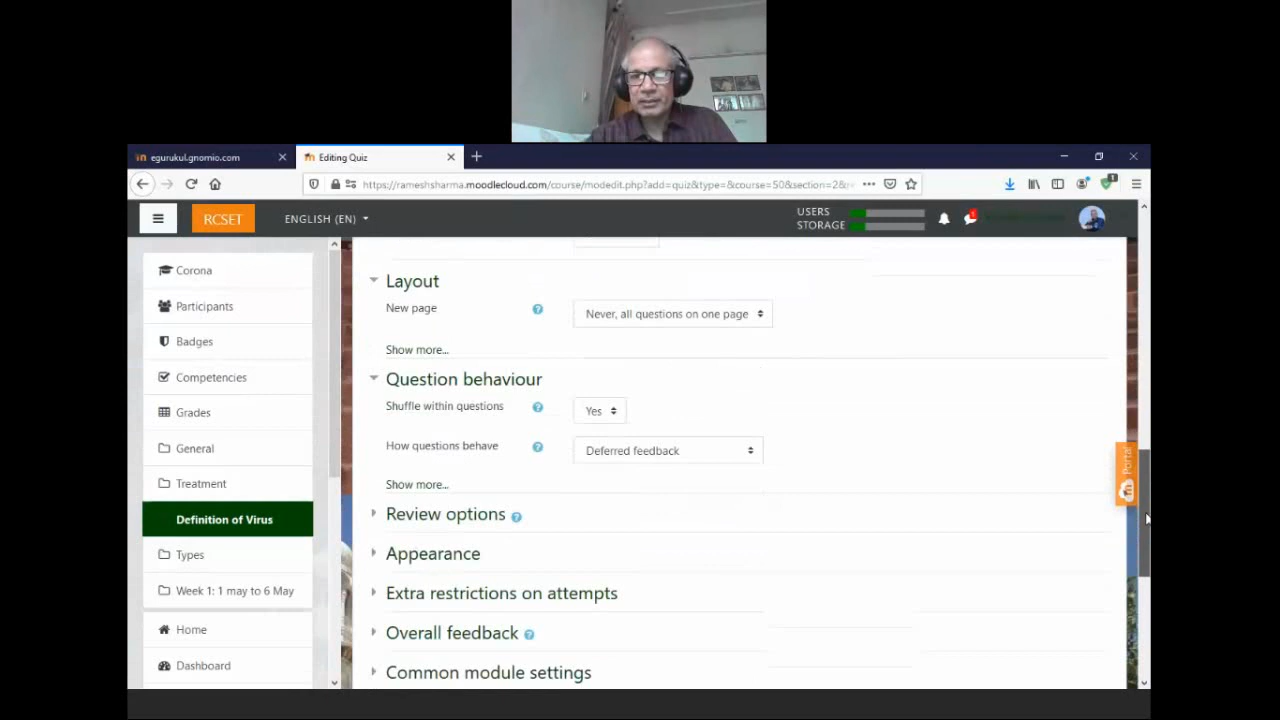 egurukul.gnomio.com
Editing Quiz
https://rameshsharma.moodlecloud.com/course/modedit.php?add=quiz&type=&course=50&section=2&
RCSET
ENGLISH (EN)
USERS
STORAGE
Corona
Participants
Badges
Competencies
Grades
General
Treatment
Definition of Virus
Types
Week 1: 1 may to 6 May
Home
Dashboard
Layout
New page
Never, all questions on one page
Show more...
Question behaviour
Shuffle within questions
Yes
How questions behave
Deferred feedback
Show more...
Review options
Appearance
Extra restrictions on attempts
Overall feedback
Common module settings
Portal